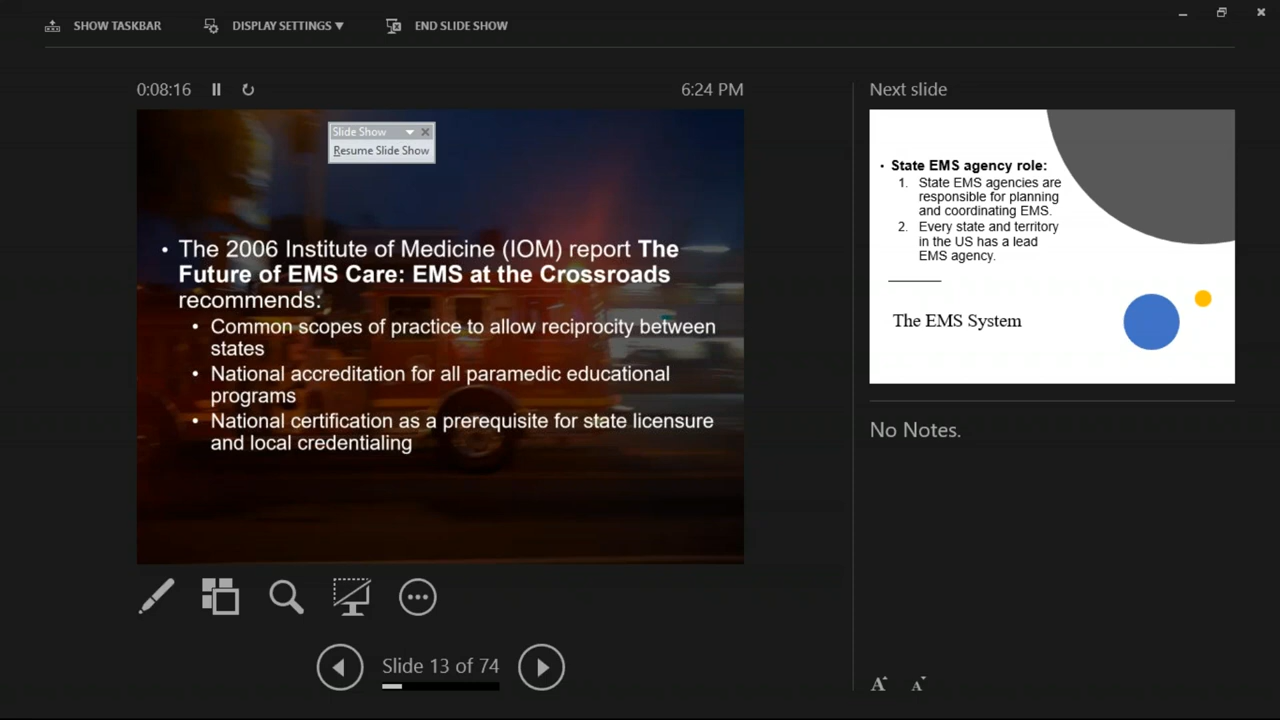 SHOW TASKBAR
DISPLAY SETTINGS ▼
END SLIDE SHOW
0:08:16
6:24 PM
Slide Show
Resume Slide Show
• The 2006 Institute of Medicine (IOM) report The
Future of EMS Care: EMS at the Crossroads
recommends:
• Common scopes of practice to allow reciprocity between
states
• National accreditation for all paramedic educational
programs
• National certification as a prerequisite for state licensure
and local credentialing
Slide 13 of 74
Next slide
• State EMS agency role:
1. State EMS agencies are
responsible for planning
and coordinating EMS.
2. Every state and territory
in the US has a lead
EMS agency.
The EMS System
No Notes.
A A